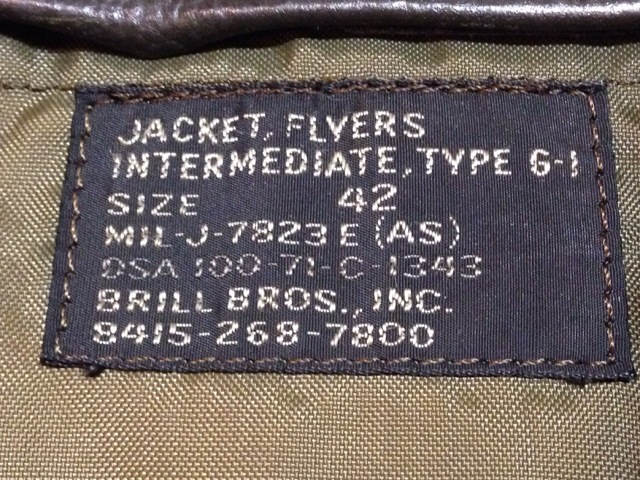 JACKET, FLYERS
INTERMEDIATE, TYPE G-1
SIZE 42
MIL-J-7823 E (AS)
DSA 100-71-C-1343
BRILL BROS., INC.
8415-268-7800